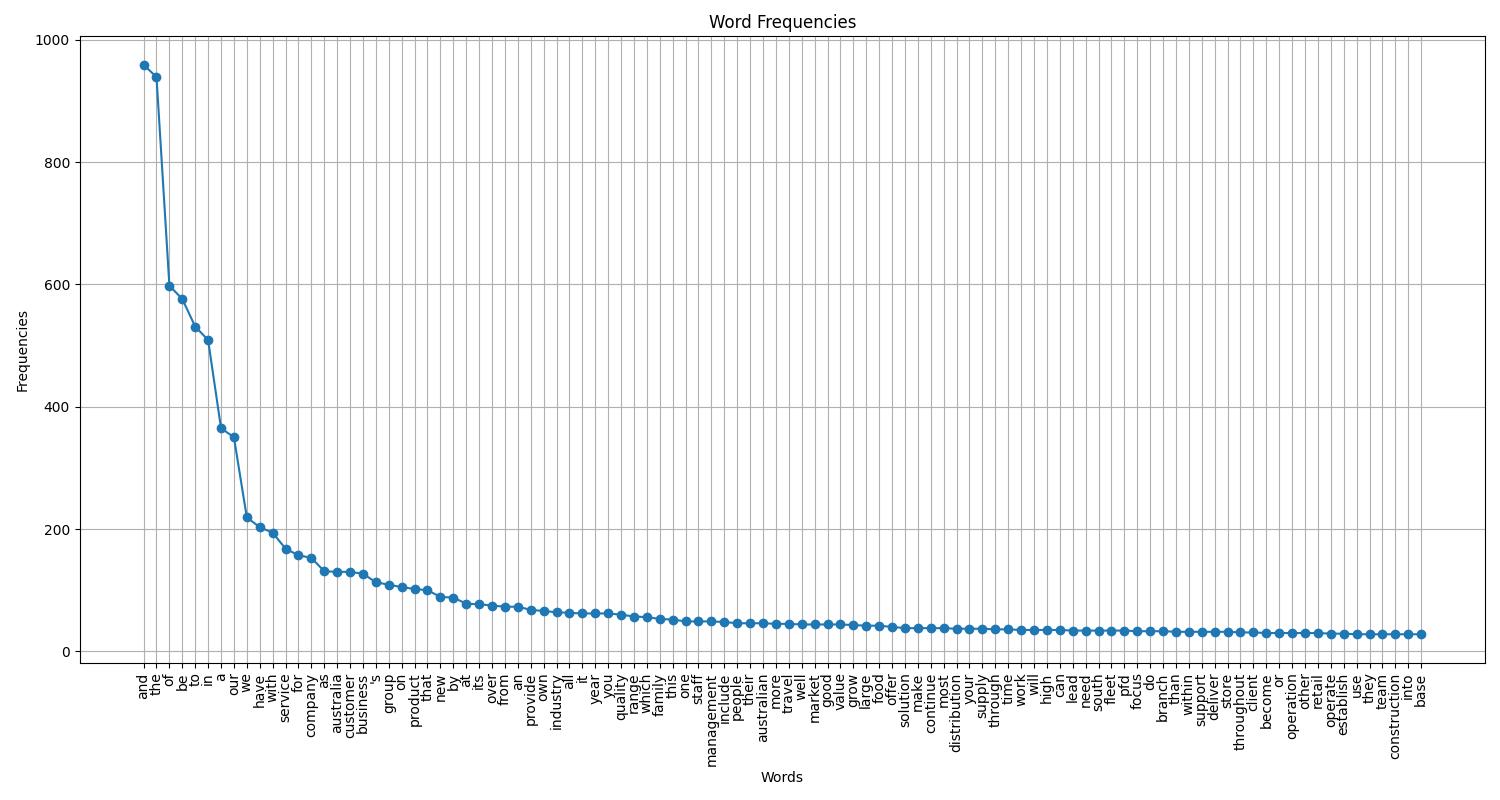 Word Frequencies
1000
800
600
400
200
0
Frequencies
and
the
of
be
to
in
a
our
we
have
with
service
for
company
as
australia
customer
business
's
group
on
product
that
new
by
at
its
over
from
an
provide
own
industry
all
it
year
you
quality
range
which
family
this
one
staff
management
include
people
their
australian
more
travel
well
market
good
value
grow
large
food
offer
solution
make
continue
most
distribution
your
supply
through
time
work
will
high
can
lead
need
south
fleet
pfd
focus
do
branch
than
within
support
deliver
store
throughout
client
become
or
operation
other
retail
operate
establish
use
they
team
construction
into
base
Words